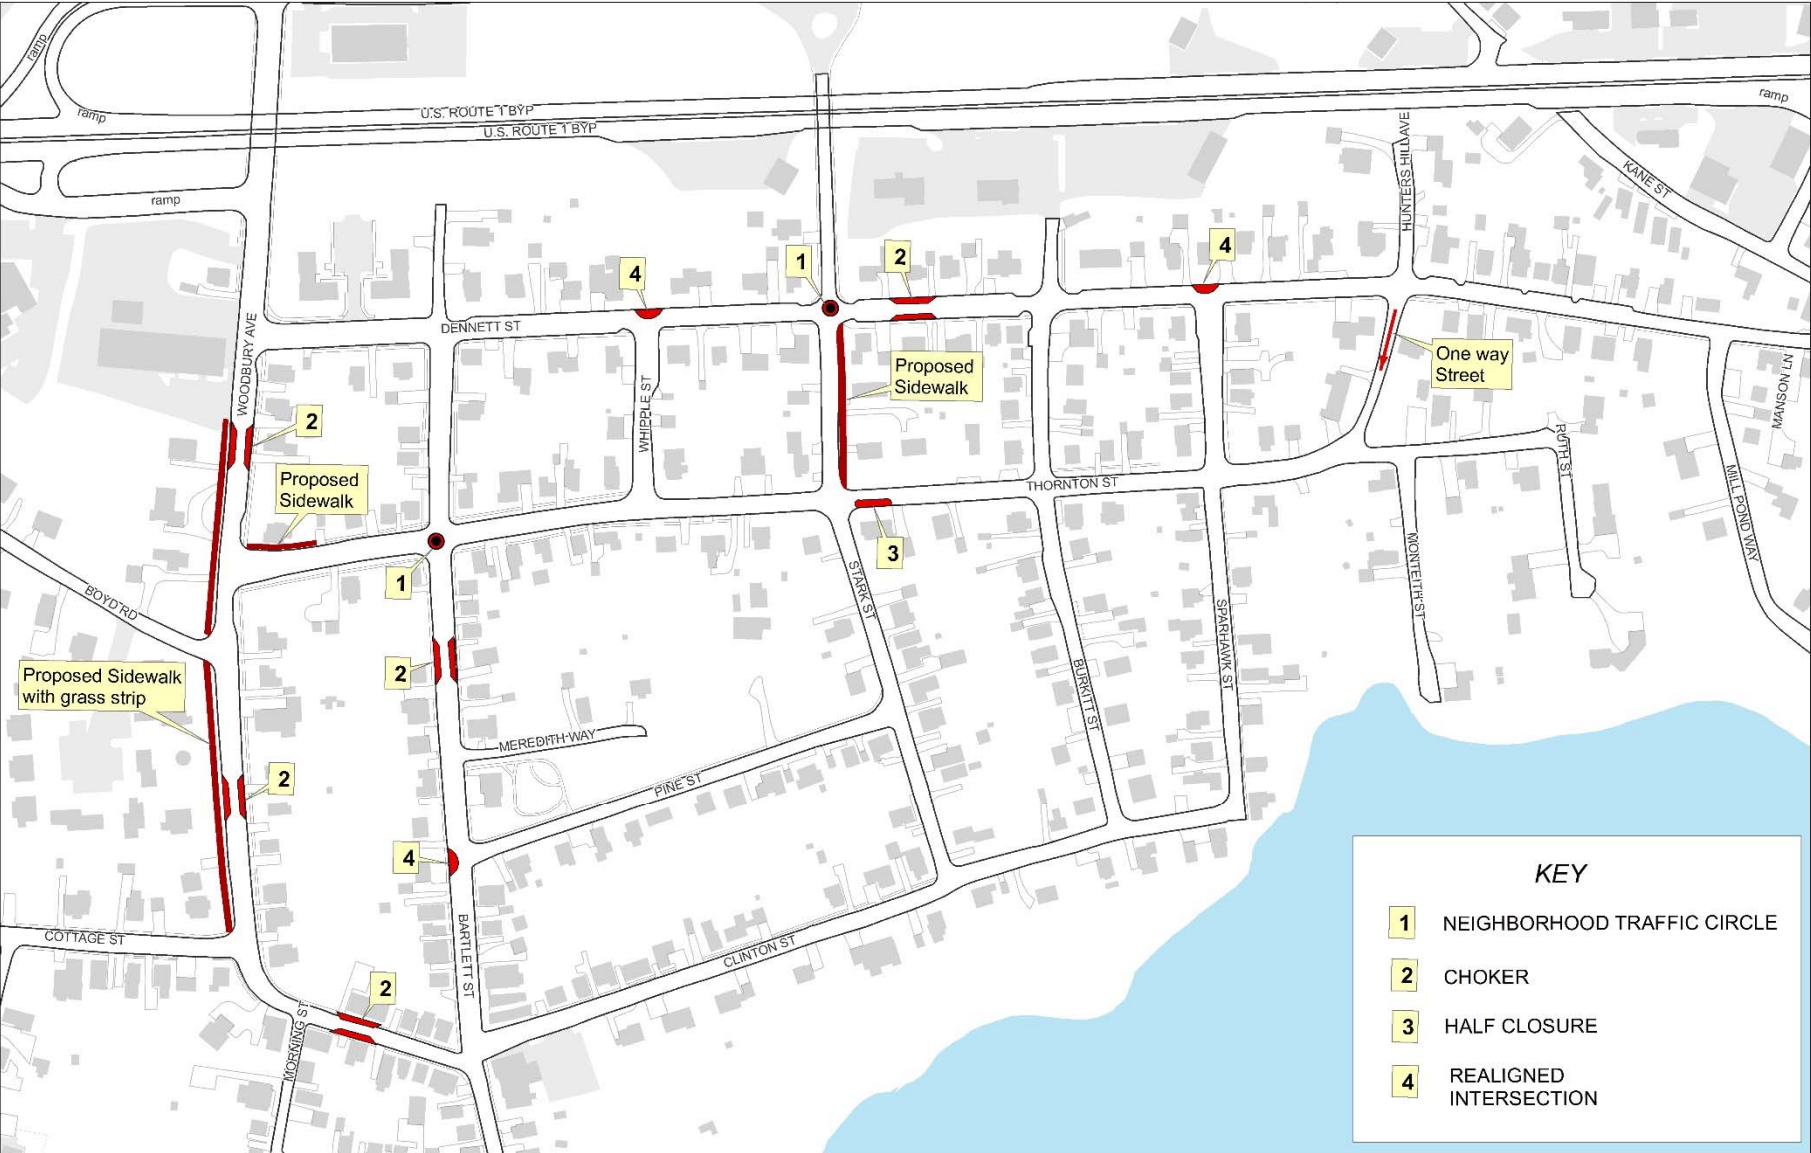 ramp
ramp
U.S. ROUTE 1 BYP
U.S. ROUTE 1 BYP
ramp
ramp
HUNTERS HILL AVE
KANE ST
4
1
2
4
DENNETT ST
WOODBURY AVE
WHIPPLE ST
Proposed
Sidewalk
One way
Street
MANSON LN
2
Proposed
Sidewalk
THORNTON ST
RUTH ST
MILL POND WAY
3
1
BOYD RD
STARK ST
MONTEITH ST
SPARHAWK ST
BURKITT ST
2
Proposed Sidewalk
with grass strip
MEREDITH WAY
PINE ST
2
4
COTTAGE ST
BARTLETT ST
CLINTON ST
2
MORNING ST
KEY
1 NEIGHBORHOOD TRAFFIC CIRCLE
2 CHOKER
3 HALF CLOSURE
4 REALIGNED
INTERSECTION